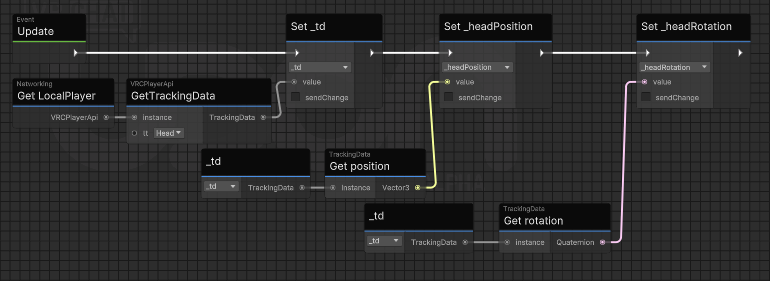 Event
Update
Set _td
_td
value
sendChange
Set _headPosition
_headPosition
value
sendChange
Set _headRotation
_headRotation
value
sendChange
Networking
Get LocalPlayer
VRCPlayerApi
VRCPlayerApi
GetTrackingData
instance
TrackingData
tt
Head
_td
_td
TrackingData
TrackingData
Get position
instance
Vector3
_td
_td
TrackingData
TrackingData
Get rotation
instance
Quaternion